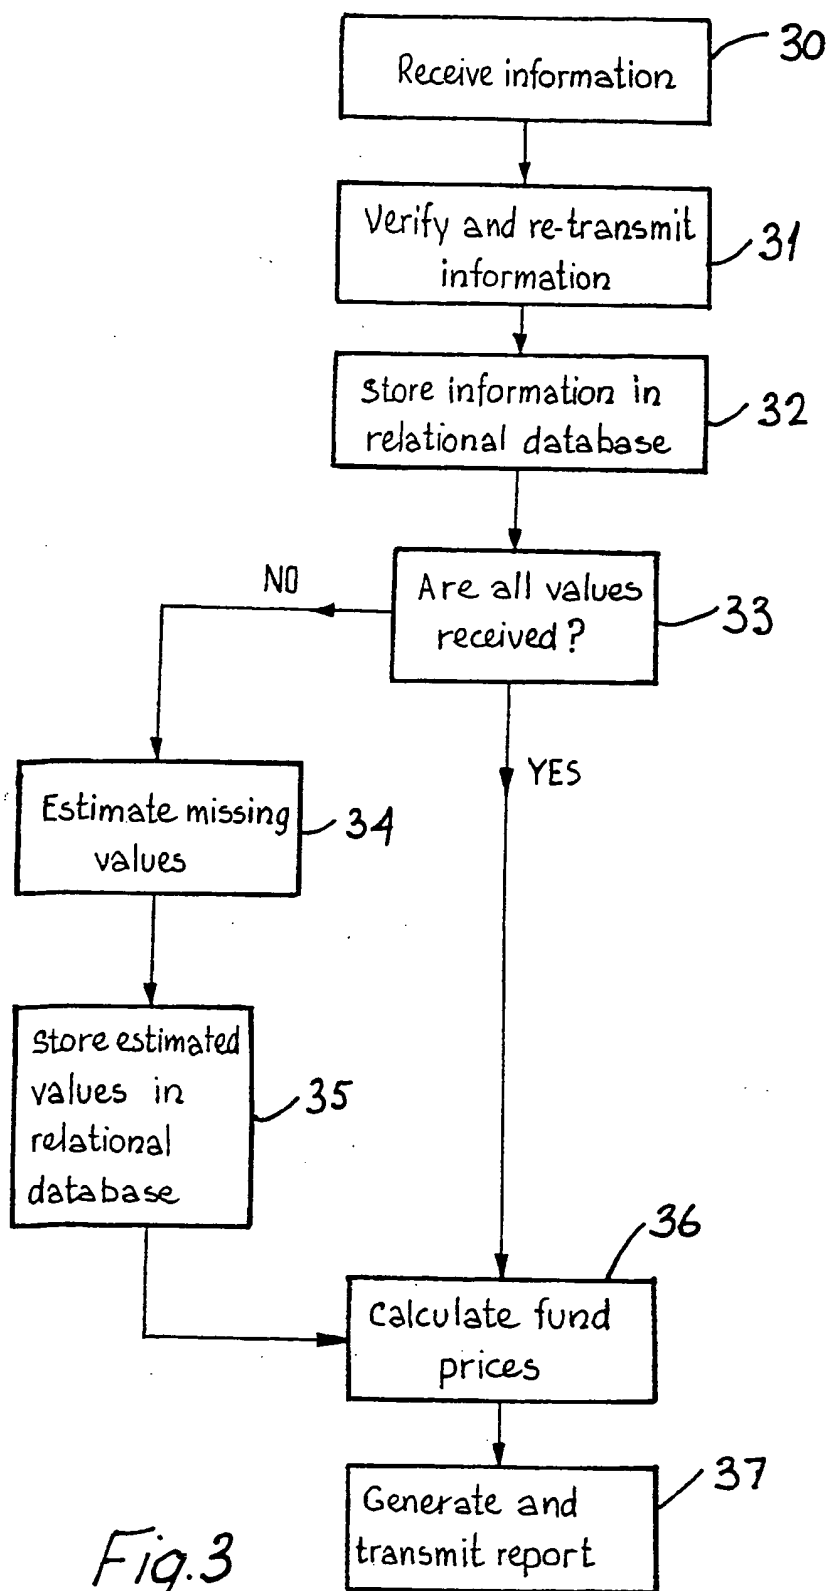 Receive information
30
Verify and re-transmit
information
31
Store information in
relational database
32
Are all values
received?
33
NO
YES
Estimate missing
values
34
Store estimated
values in
relational
database
35
36
Calculate fund
prices
37
Generate and
transmit report
Fig.3